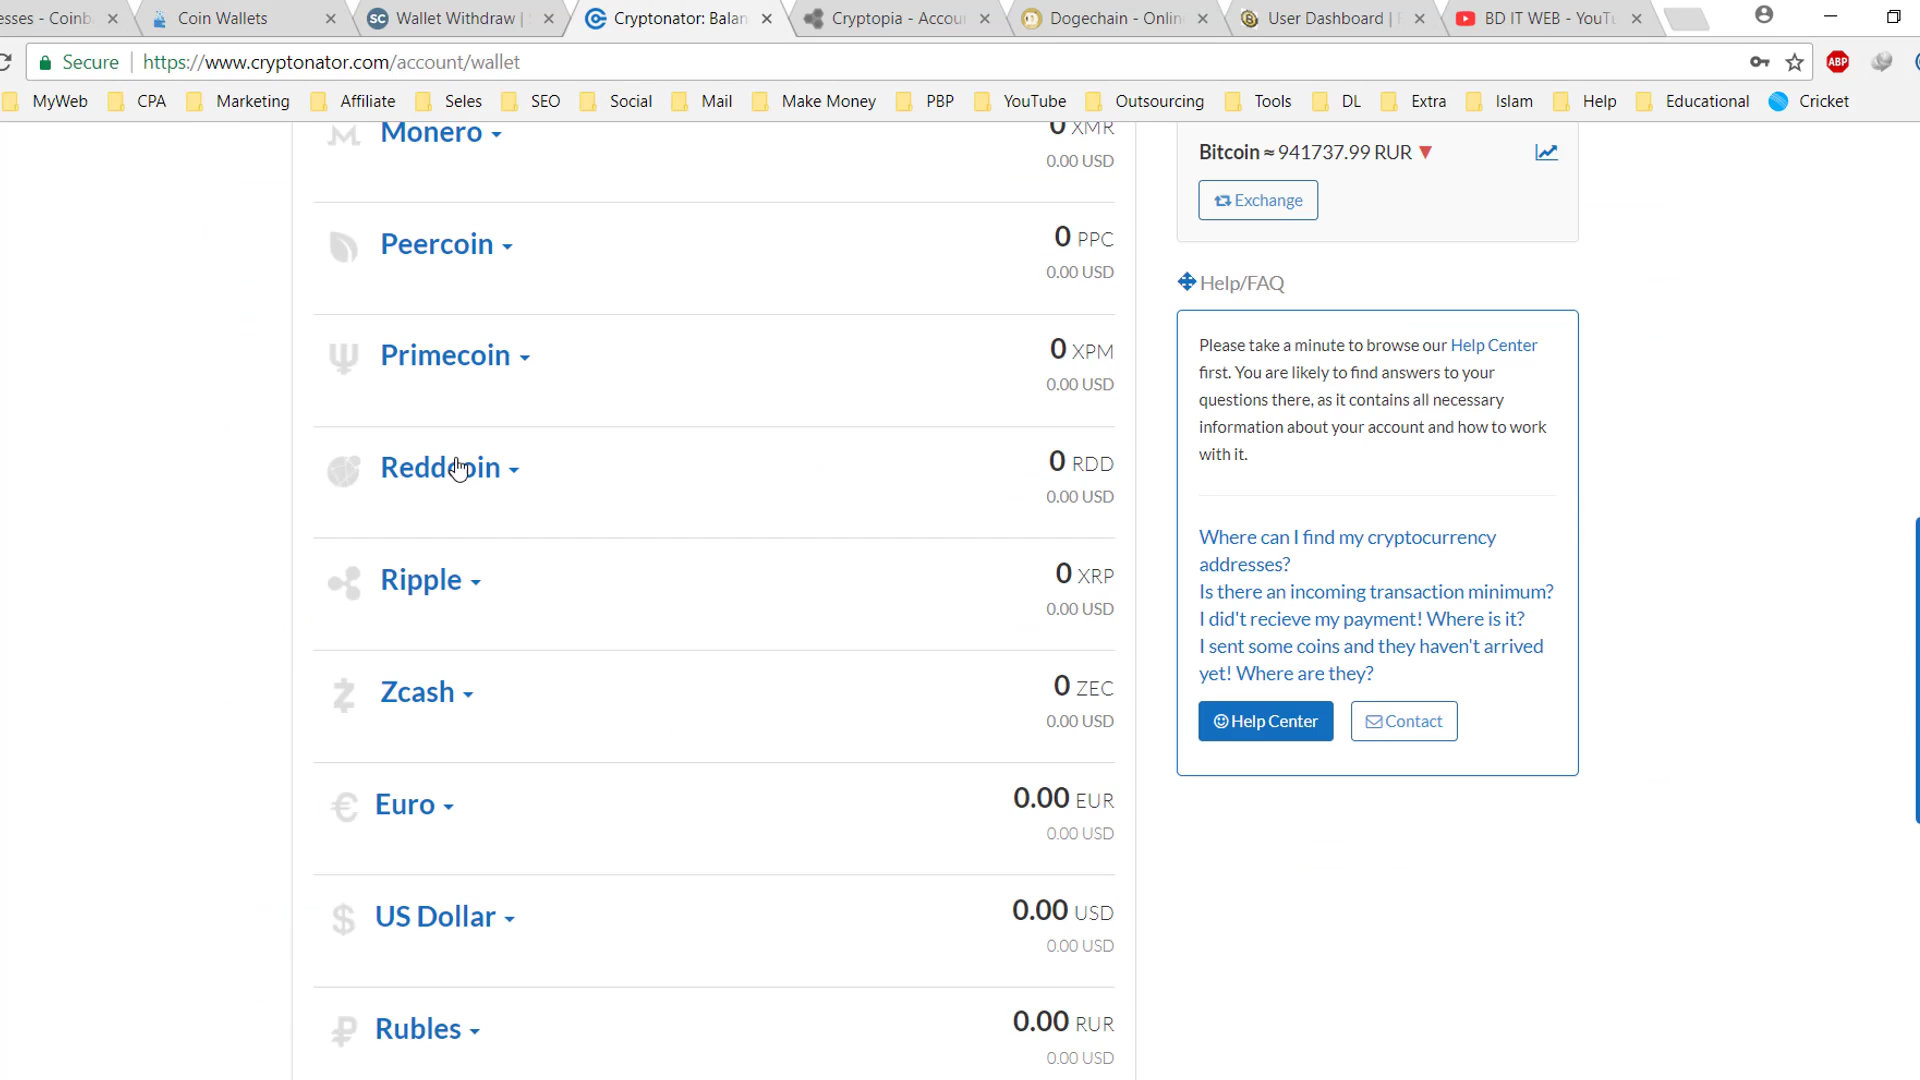 esses - Coinb
Coin Wallets
Wallet Withdraw |
Cryptonator: Balan
Cryptopia - Accou
Dogechain - Onlin
User Dashboard |
BD IT WEB - YouTu
Secure
https://www.cryptonator.com/account/wallet
ABP
MyWeb
CPA
Marketing
Affiliate
Seles
SEO
Social
Mail
Make Money
PBP
YouTube
Outsourcing
Tools
DL
Extra
Islam
Help
Educational
Cricket
Monero
0 XMR
0.00 USD
Peercoin
0 PPC
0.00 USD
Primecoin
0 XPM
0.00 USD
Reddcoin
0 RDD
0.00 USD
Ripple
0 XRP
0.00 USD
Zcash
0 ZEC
0.00 USD
Euro
0.00 EUR
0.00 USD
US Dollar
0.00 USD
0.00 USD
Rubles
0.00 RUR
0.00 USD
Bitcoin ≈ 941737.99 RUR
Exchange
Help/FAQ
Please take a minute to browse our Help Center
first. You are likely to find answers to your
questions there, as it contains all necessary
information about your account and how to work
with it.
Where can I find my cryptocurrency
addresses?
Is there an incoming transaction minimum?
I didn't recieve my payment! Where is it?
I sent some coins and they haven't arrived
yet! Where are they?
Help Center
Contact